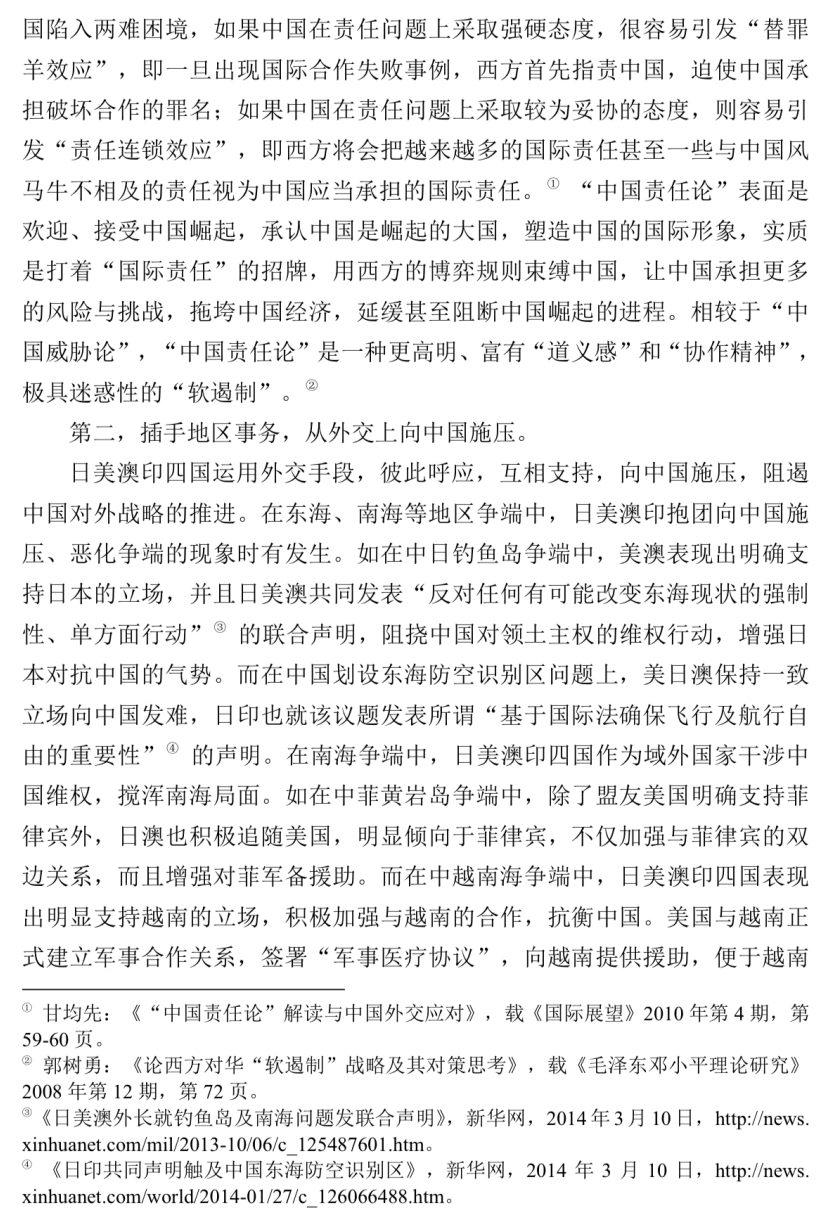 国陷入两难困境，如果中国在责任问题上采取强硬态度，很容易引发“替罪
羊效应”，即一旦出现国际合作失败事例，西方首先指责中国，迫使中国承
担破坏合作的罪名；如果中国在责任问题上采取较为妥协的态度，则容易引
发“责任连锁效应”，即西方将会把越来越多的国际责任甚至一些与中国风
马牛不相及的责任视为中国应当承担的国际责任。① “中国责任论”表面是
欢迎、接受中国崛起，承认中国是崛起的大国，塑造中国的国际形象，实质
是打着“国际责任”的招牌，用西方的博弈规则束缚中国，让中国承担更多
的风险与挑战，拖垮中国经济，延缓甚至阻断中国崛起的进程。相较于“中
国威胁论”，“中国责任论”是一种更高明、富有“道义感”和“协作精神”，
极具迷惑性的“软遏制”。②
第二，插手地区事务，从外交上向中国施压。
日美澳印四国运用外交手段，彼此呼应，互相支持，向中国施压，阻遏
中国对外战略的推进。在东海、南海等地区争端中，日美澳印抱团向中国施
压、恶化争端的现象时有发生。如在中日钓鱼岛争端中，美澳表现出明确支
持日本的立场，并且日美澳共同发表“反对任何有可能改变东海现状的强制
性、单方面行动”③ 的联合声明，阻挠中国对领土主权的维权行动，增强日
本对抗中国的气势。而在中国划设东海防空识别区问题上，美日澳保持一致
立场向中国发难，日印也就该议题发表所谓“基于国际法确保飞行及航行自
由的重要性”④ 的声明。在南海争端中，日美澳印四国作为域外国家干涉中
国维权，搅浑南海局面。如在中菲黄岩岛争端中，除了盟友美国明确支持菲
律宾外，日澳也积极追随美国，明显倾向于菲律宾，不仅加强与菲律宾的双
边关系，而且增强对菲军备援助。而在中越南海争端中，日美澳印四国表现
出明显支持越南的立场，积极加强与越南的合作，抗衡中国。美国与越南正
式建立军事合作关系，签署“军事医疗协议”，向越南提供援助，便于越南
① 甘均先：《“中国责任论”解读与中国外交应对》，载《国际展望》2010 年第 4 期，第
59-60 页。
② 郭树勇：《论西方对华“软遏制”战略及其对策思考》，载《毛泽东邓小平理论研究》
2008 年第 12 期，第 72 页。
③《日美澳外长就钓鱼岛及南海问题发联合声明》，新华网，2014 年 3 月 10 日，http://news.
xinhuanet.com/mil/2013-10/06/c_125487601.htm。
④ 《日印共同声明触及中国东海防空识别区》，新华网，2014 年 3 月 10 日，http://news.
xinhuanet.com/world/2014-01/27/c_126066488.htm。